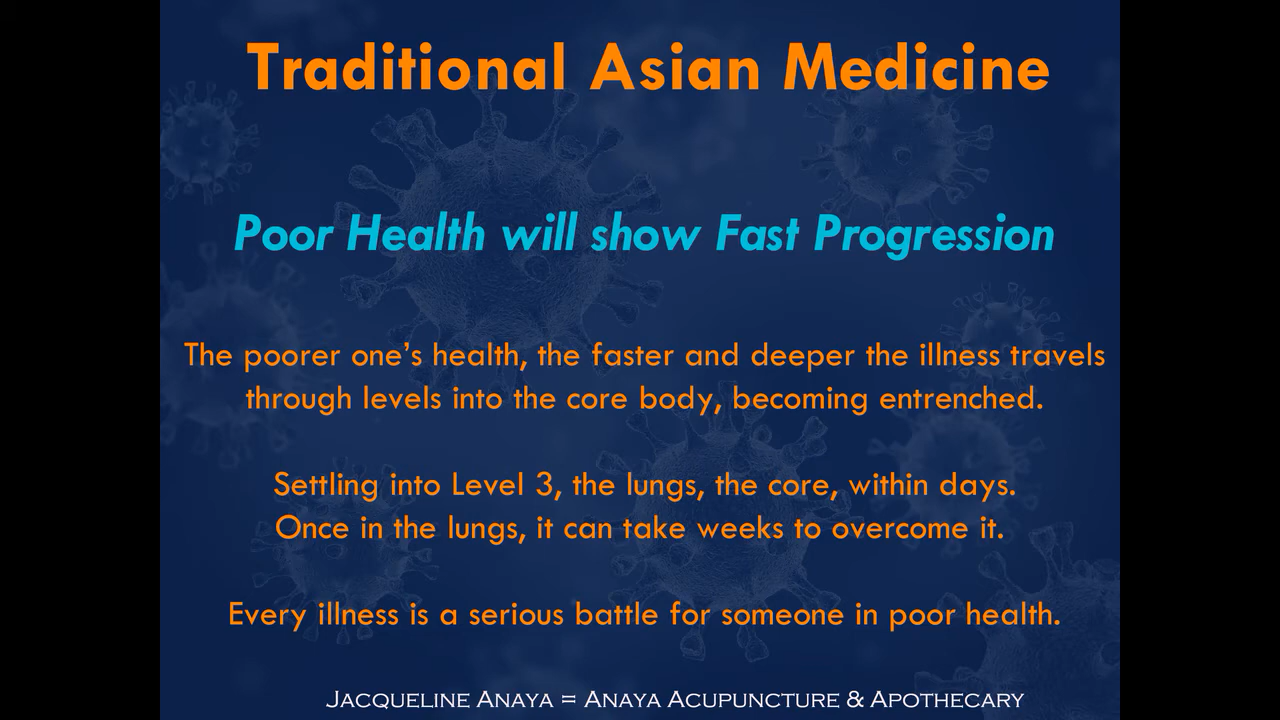 Traditional Asian Medicine
Poor Health will show Fast Progression
The poorer one's health, the faster and deeper the illness travels
through levels into the core body, becoming entrenched.
Settling into Level 3, the lungs, the core, within days.
Once in the lungs, it can take weeks to overcome it.
Every illness is a serious battle for someone in poor health.
Jacqueline Anaya = Anaya Acupuncture & Apothecary